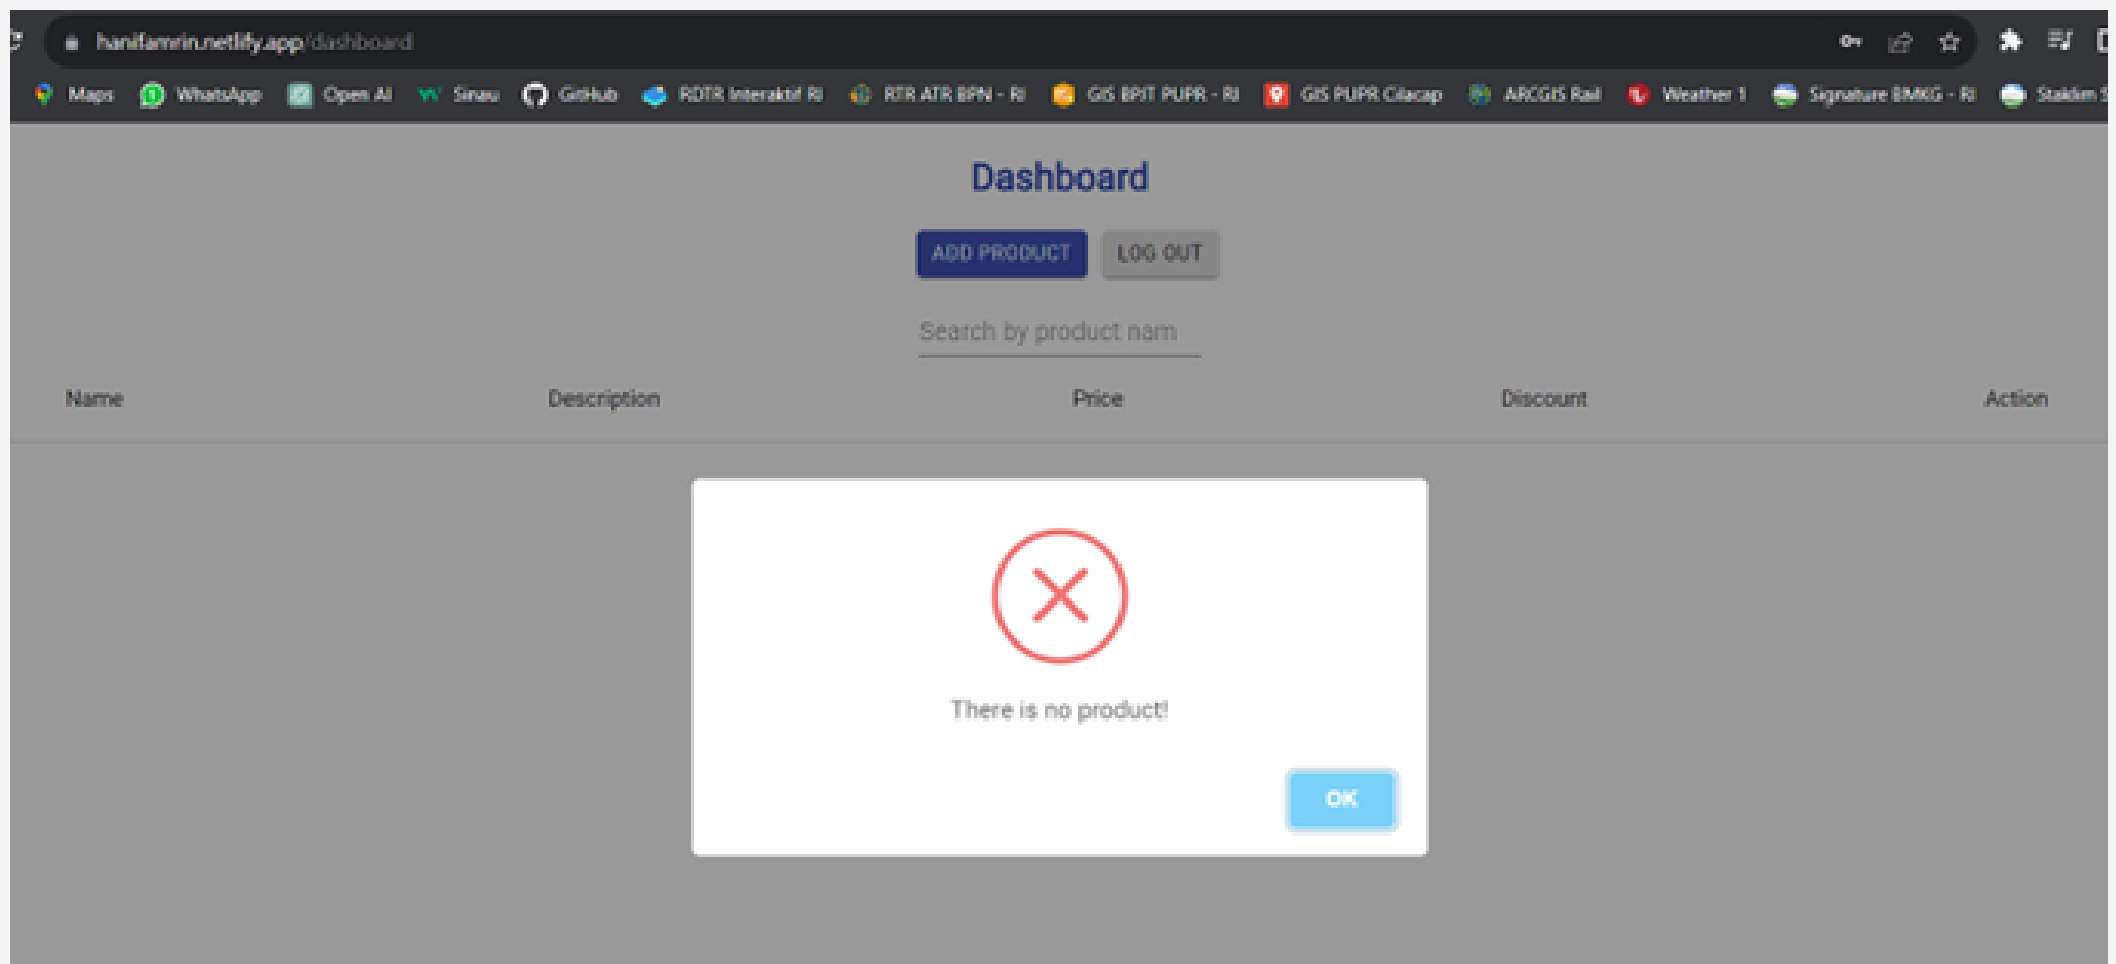 hanifamrin.netlify.app/dashboard
Maps WhatsApp Open AI Sinau GitHub RDTR Interaktif RI RTR ATR BPN - RI GIS BPIT PUPR - RI GIS PUPR Cilacap ARCGIS Rail Weather 1 Signature BMKG - RI Staklim S
Dashboard
ADD PRODUCT LOG OUT
Search by product nam
Name Description Price Discount Action
There is no product!
OK